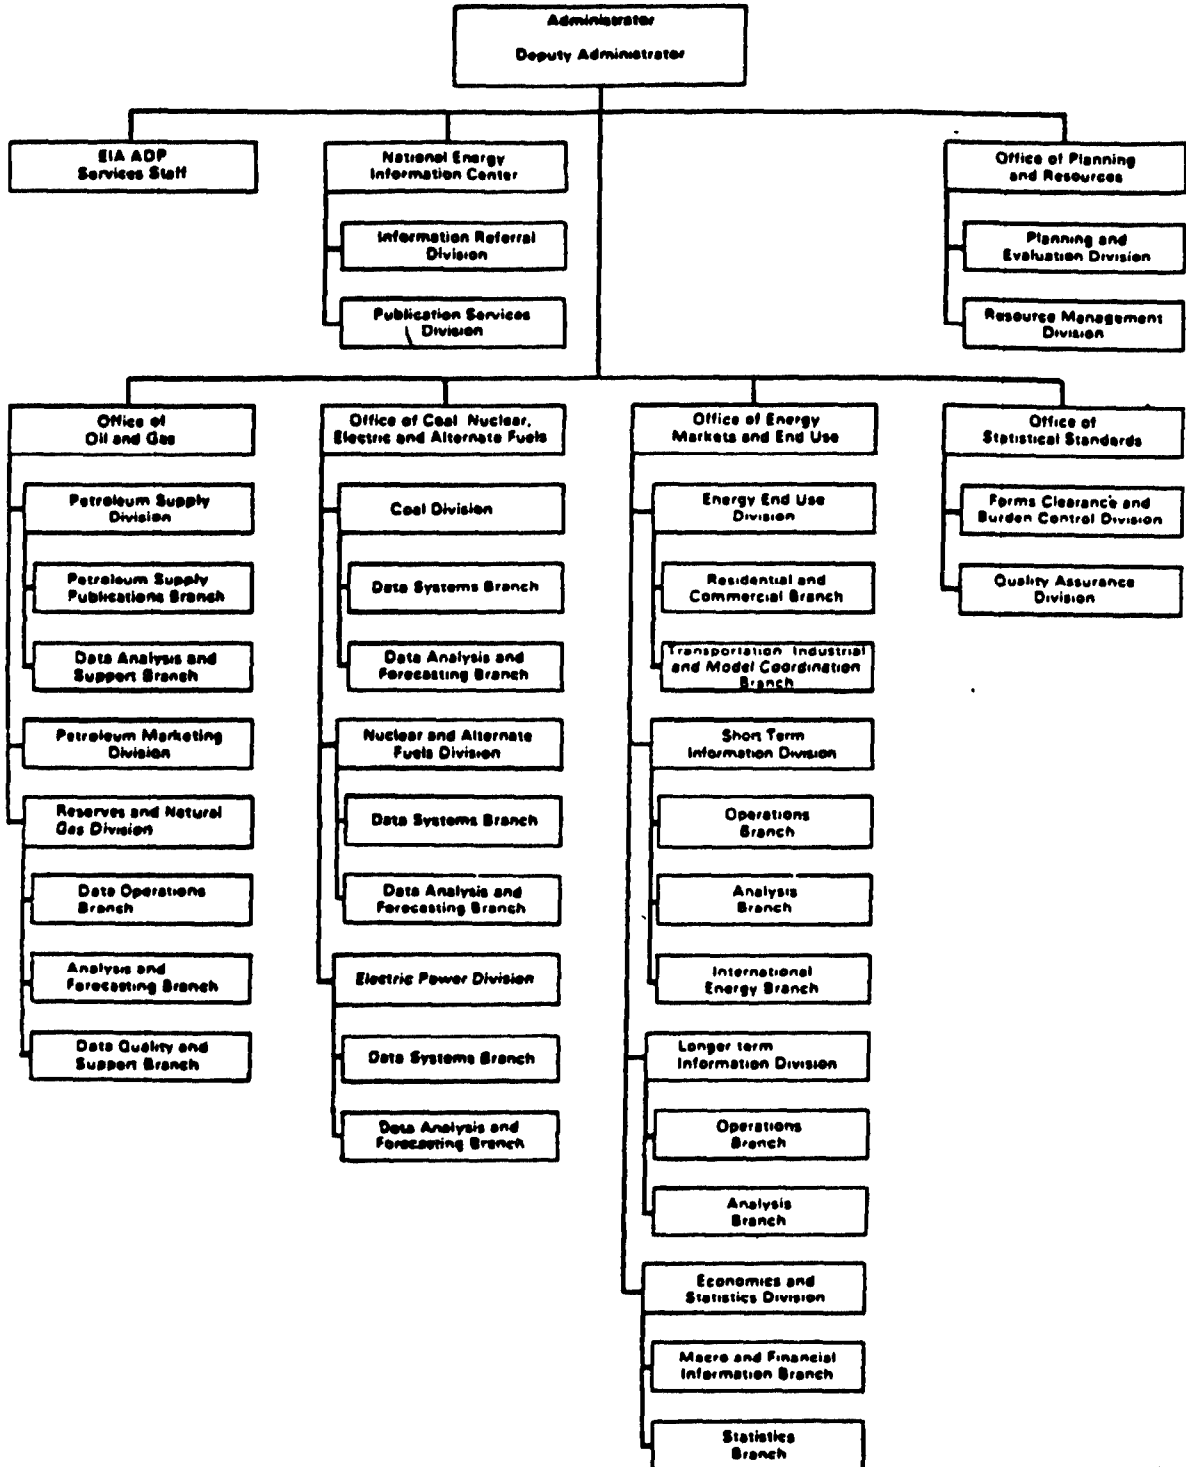 Administrator
Deputy Administrator
EIA ADP
Services Staff
National Energy
Information Center
Office of Planning
and Resources
Information Referral
Division
Planning and
Evaluation Division
Publication Services
Division
Resource Management
Division
Office of
Oil and Gas
Office of Coal Nuclear,
Electric and Alternate Fuels
Office of Energy
Markets and End Use
Office of
Statistical Standards
Petroleum Supply
Division
Petroleum Supply
Publications Branch
Data Analysis and
Support Branch
Petroleum Marketing
Division
Reserves and Natural
Gas Division
Data Operations
Branch
Analysis and
Forecasting Branch
Data Quality and
Support Branch
Coal Division
Data Systems Branch
Data Analysis and
Forecasting Branch
Nuclear and Alternate
Fuels Division
Data Systems Branch
Data Analysis and
Forecasting Branch
Electric Power Division
Data Systems Branch
Data Analysis and
Forecasting Branch
Energy End Use
Division
Residential and
Commercial Branch
Transportation Industrial
and Model Coordination
Branch
Short Term
Information Division
Operations
Branch
Analysis
Branch
International
Energy Branch
Longer term
Information Division
Operations
Branch
Analysis
Branch
Economics and
Statistics Division
Macro and Financial
Information Branch
Statistics
Branch
Forms Clearance and
Burden Control Division
Quality Assurance
Division